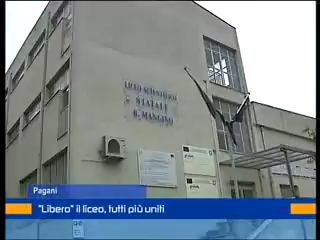 LICEO SCIENTIFICO
STATALE
B. MANGINO
Pagani
"Libero" il liceo, tutti più uniti